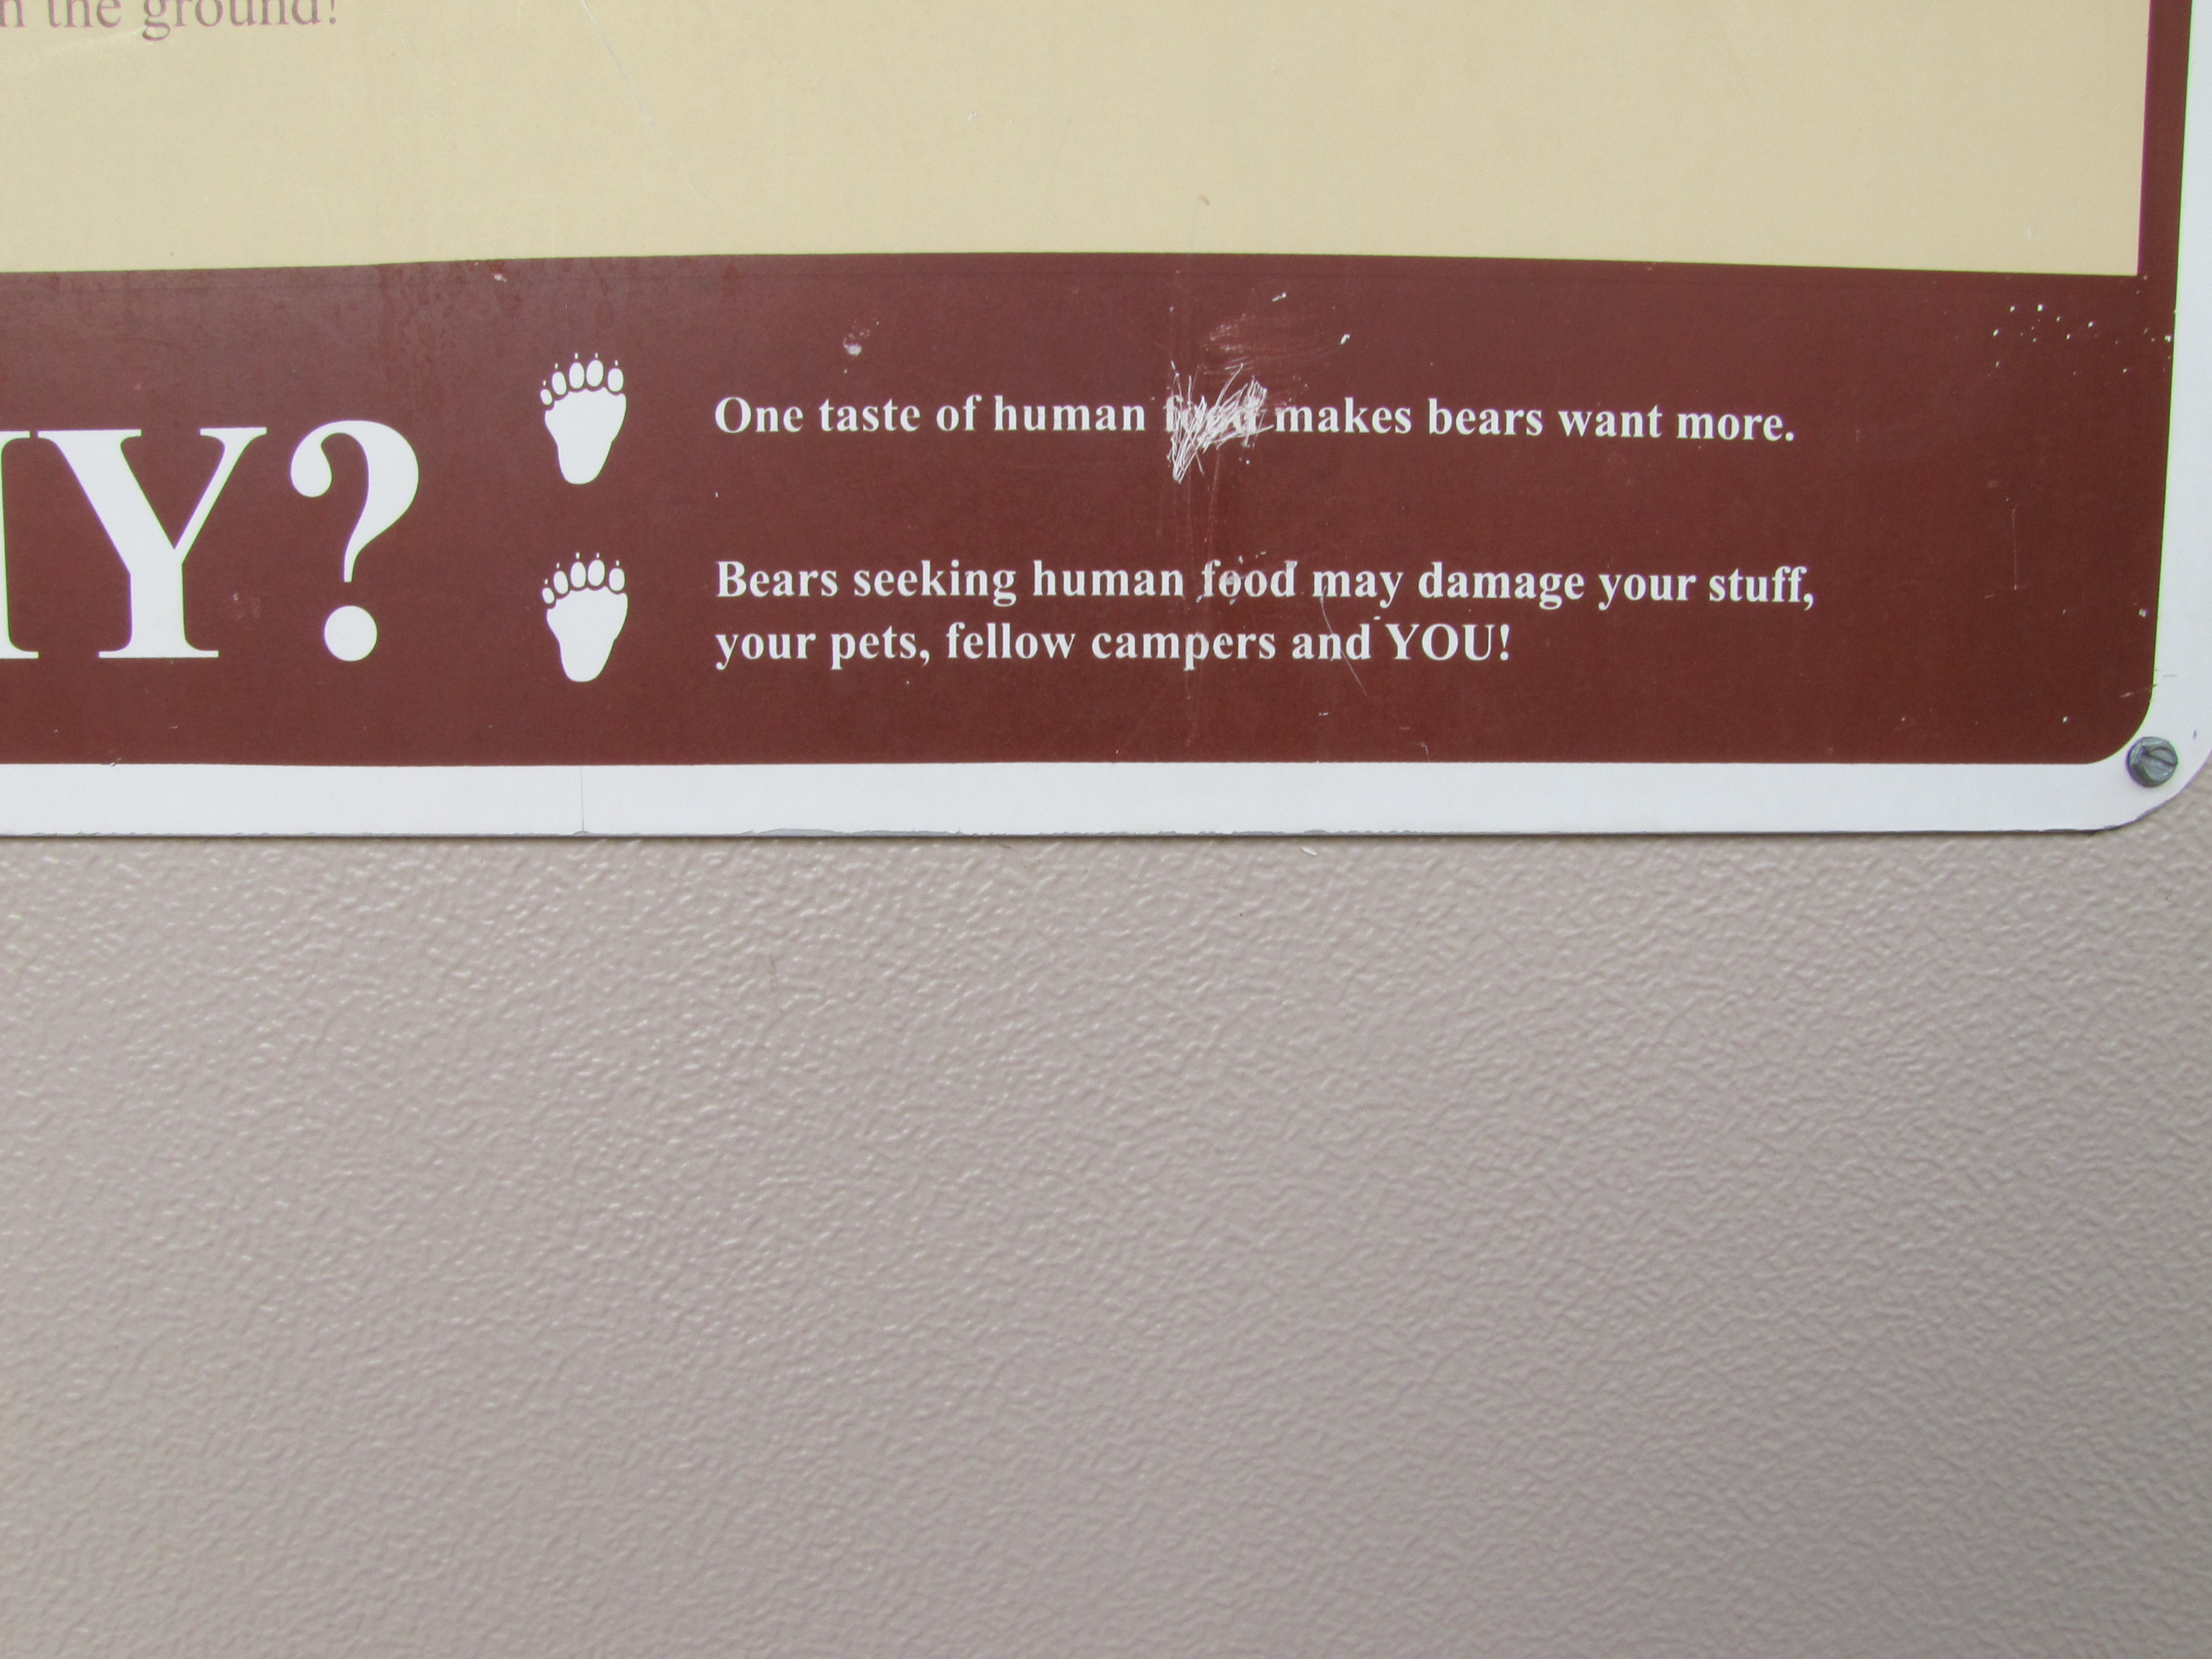 the ground!
Y?
One taste of human food makes bears want more.
Bears seeking human food may damage your stuff,
your pets, fellow campers and YOU!